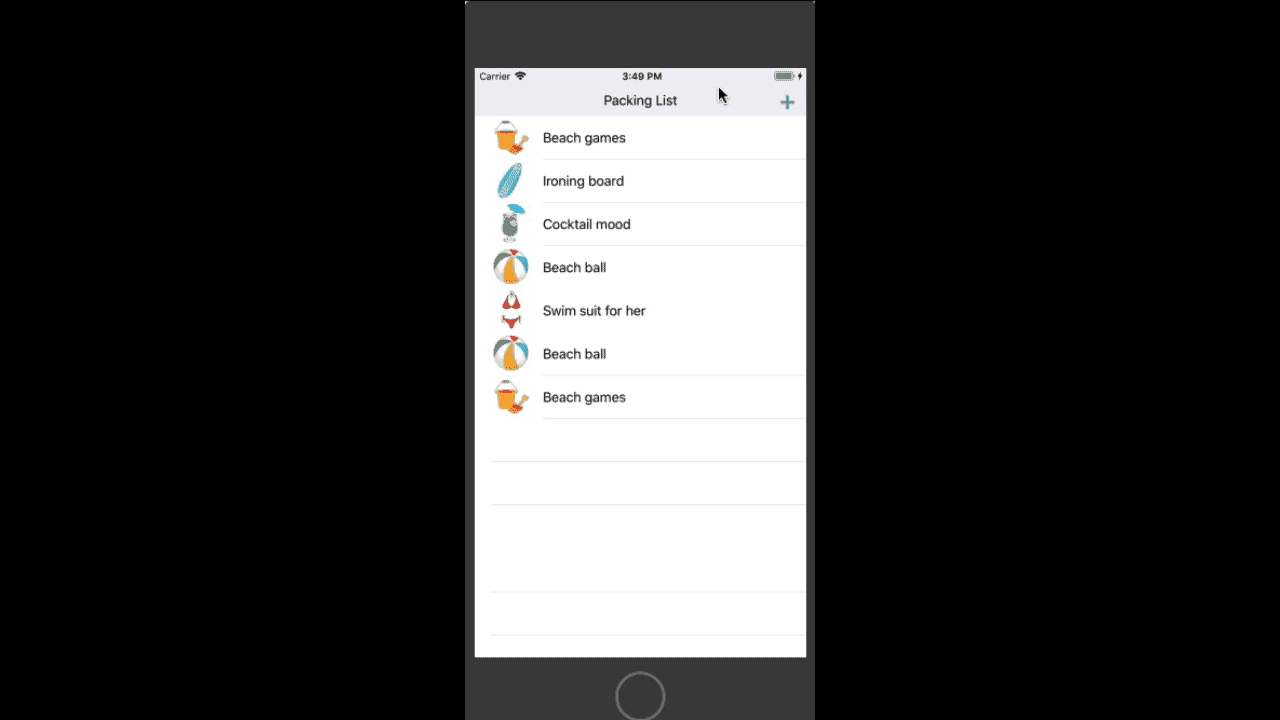 Carrier 3:49 PM
Packing List +
Beach games
Ironing board
Cocktail mood
Beach ball
Swim suit for her
Beach ball
Beach games